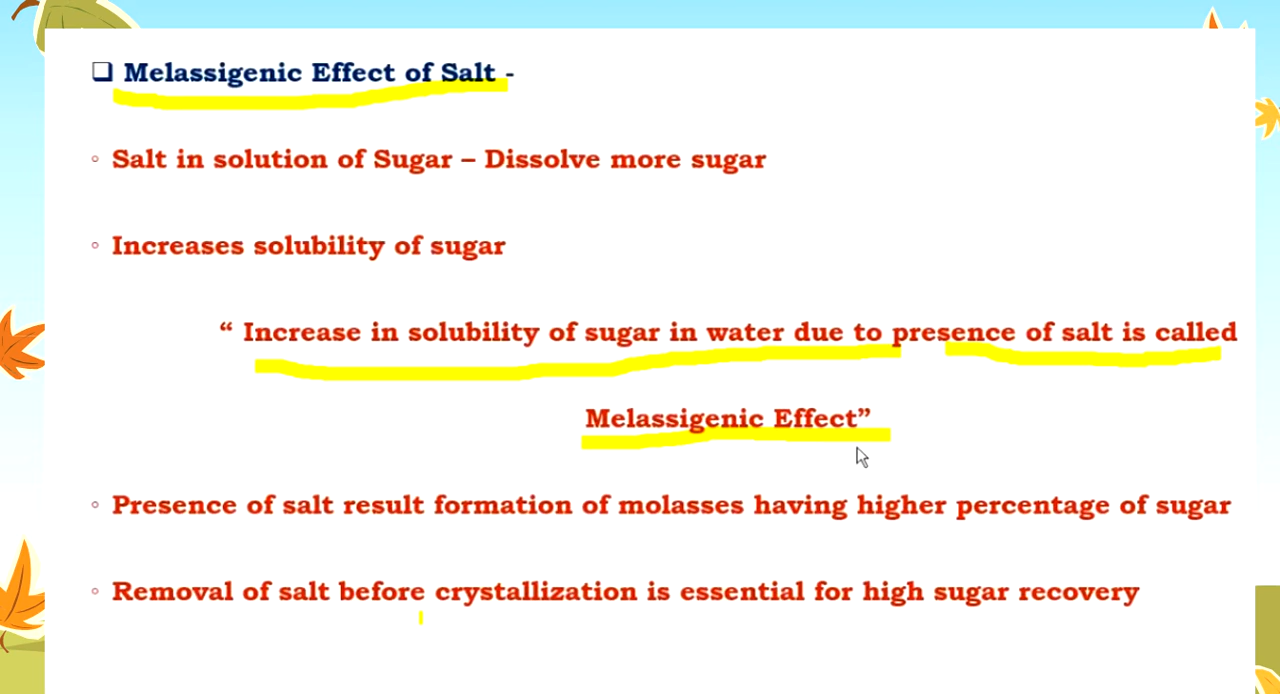 ❑ Melassigenic Effect of Salt -
◦ Salt in solution of Sugar – Dissolve more sugar
◦ Increases solubility of sugar
“ Increase in solubility of sugar in water due to presence of salt is called
Melassigenic Effect”
◦ Presence of salt result formation of molasses having higher percentage of sugar
◦ Removal of salt before crystallization is essential for high sugar recovery